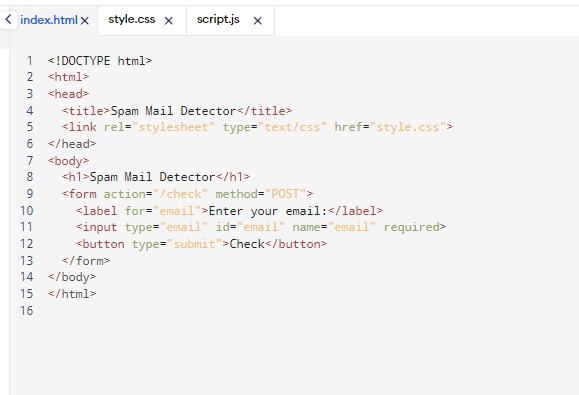 index.html style.css script.js
1 <!DOCTYPE html>
2 <html>
3 <head>
4   <title>Spam Mail Detector</title>
5   <link rel="stylesheet" type="text/css" href="style.css">
6 </head>
7 <body>
8   <h1>Spam Mail Detector</h1>
9   <form action="/check" method="POST">
10     <label for="email">Enter your email:</label>
11     <input type="email" id="email" name="email" required>
12     <button type="submit">Check</button>
13   </form>
14 </body>
15 </html>
16